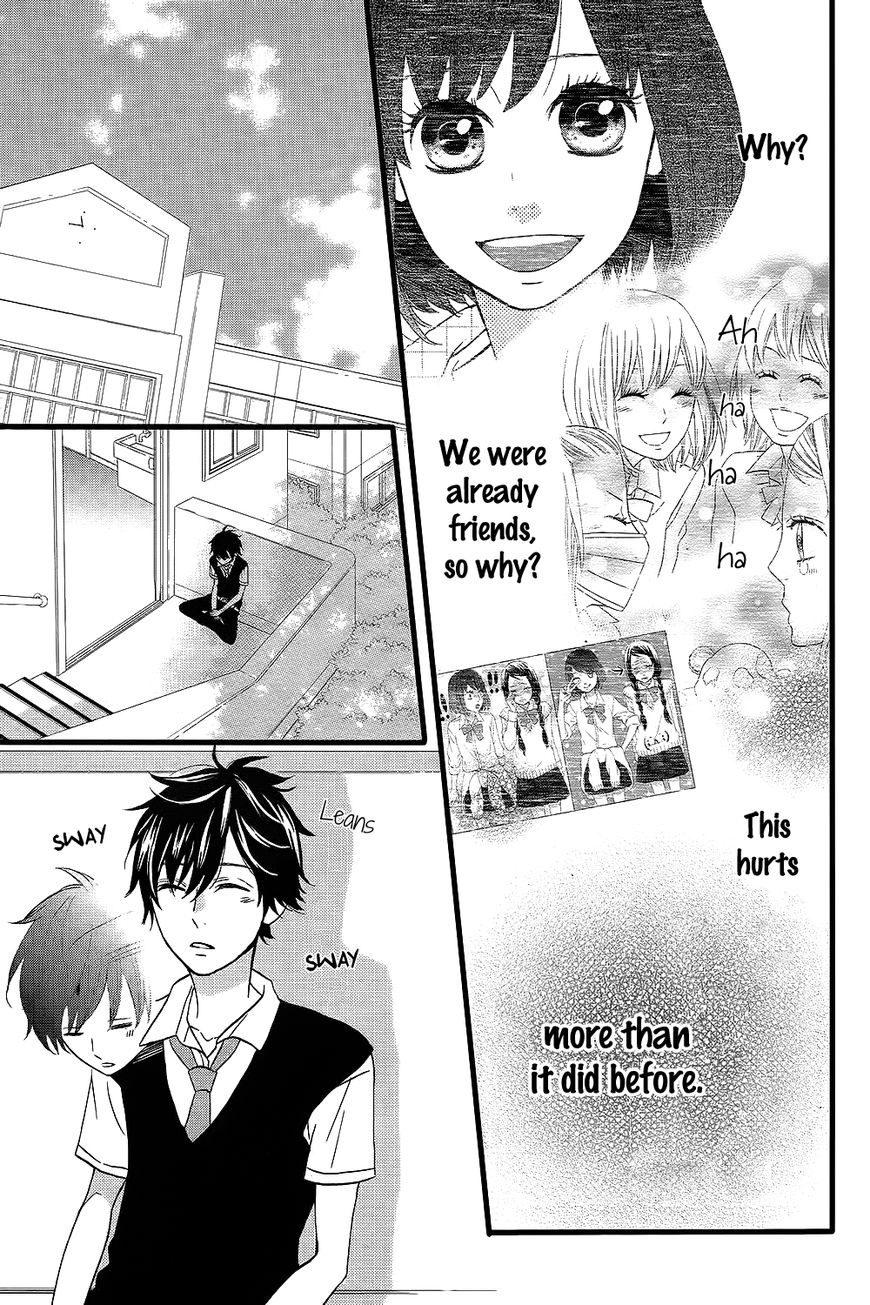 Why?
Ah
ha
ha
ha
We were
already
friends,
so why?
This
hurts
more than
it did before.
Leans
SWAY
SWAY